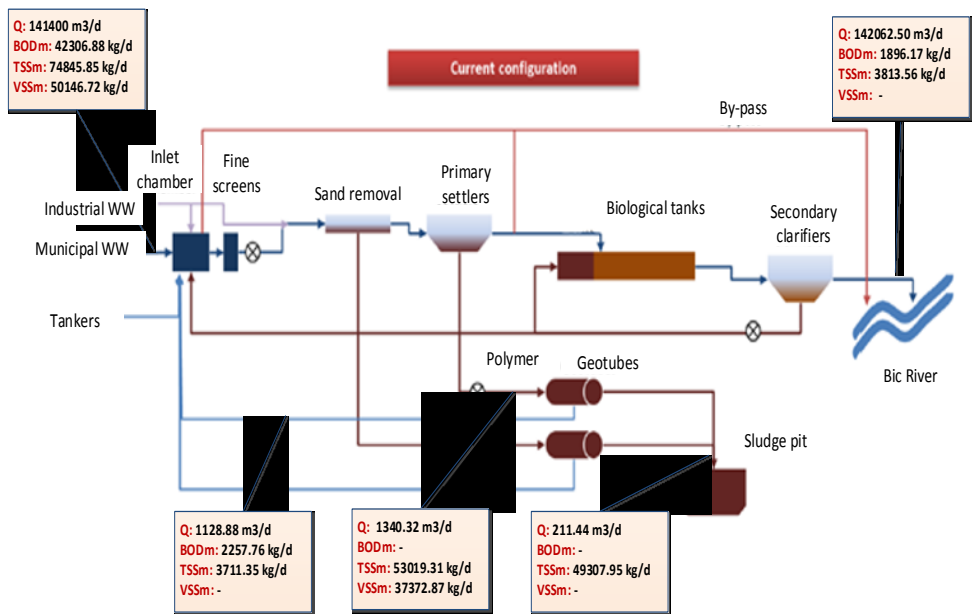 Q: 141400 m3/d
BODm: 42306.88 kg/d
TSSm: 74845.85 kg/d
VSSm: 50146.72 kg/d
Current configuration
Q: 142062.50 m3/d
BODm: 1896.17 kg/d
TSSm: 3813.56 kg/d
VSSm: -
By-pass
Inlet
chamber
Fine
screens
Sand removal
Primary
settlers
Biological tanks
Secondary
clarifiers
Industrial WW
Municipal WW
Tankers
Polymer
Geotubes
Bic River
Sludge pit
Q: 1128.88 m3/d
BODm: 2257.76 kg/d
TSSm: 3711.35 kg/d
VSSm: -
Q: 1340.32 m3/d
BODm: -
TSSm: 53019.31 kg/d
VSSm: 37372.87 kg/d
Q: 211.44 m3/d
BODm: -
TSSm: 49307.95 kg/d
VSSm: -